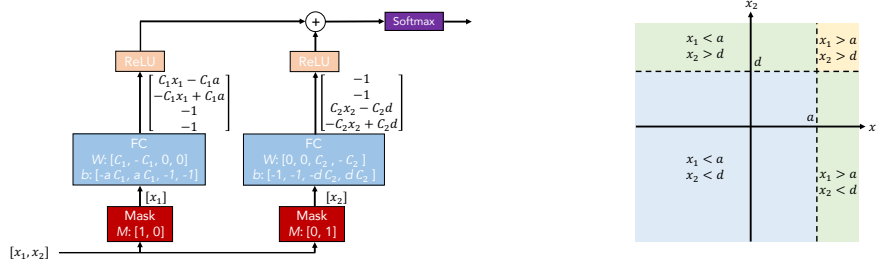 Softmax
+
ReLU
ReLU
C₁x₁ − C₁a
−C₁x₁ + C₁a
−1
−1
−1
−1
C₂x₂ − C₂d
−C₂x₂ + C₂d
FC
W: [C₁, - C₁, 0, 0]
b: [-a C₁, a C₁, -1, -1]
FC
W: [0, 0, C₂ , - C₂ ]
b: [-1, -1, -d C₂, d C₂ ]
[x₁]
[x₂]
Mask
M: [1, 0]
Mask
M: [0, 1]
[x₁, x₂]
x₂
x₁ < a
x₂ > d
x₁ > a
x₂ > d
d
a
x
x₁ < a
x₂ < d
x₁ > a
x₂ < d